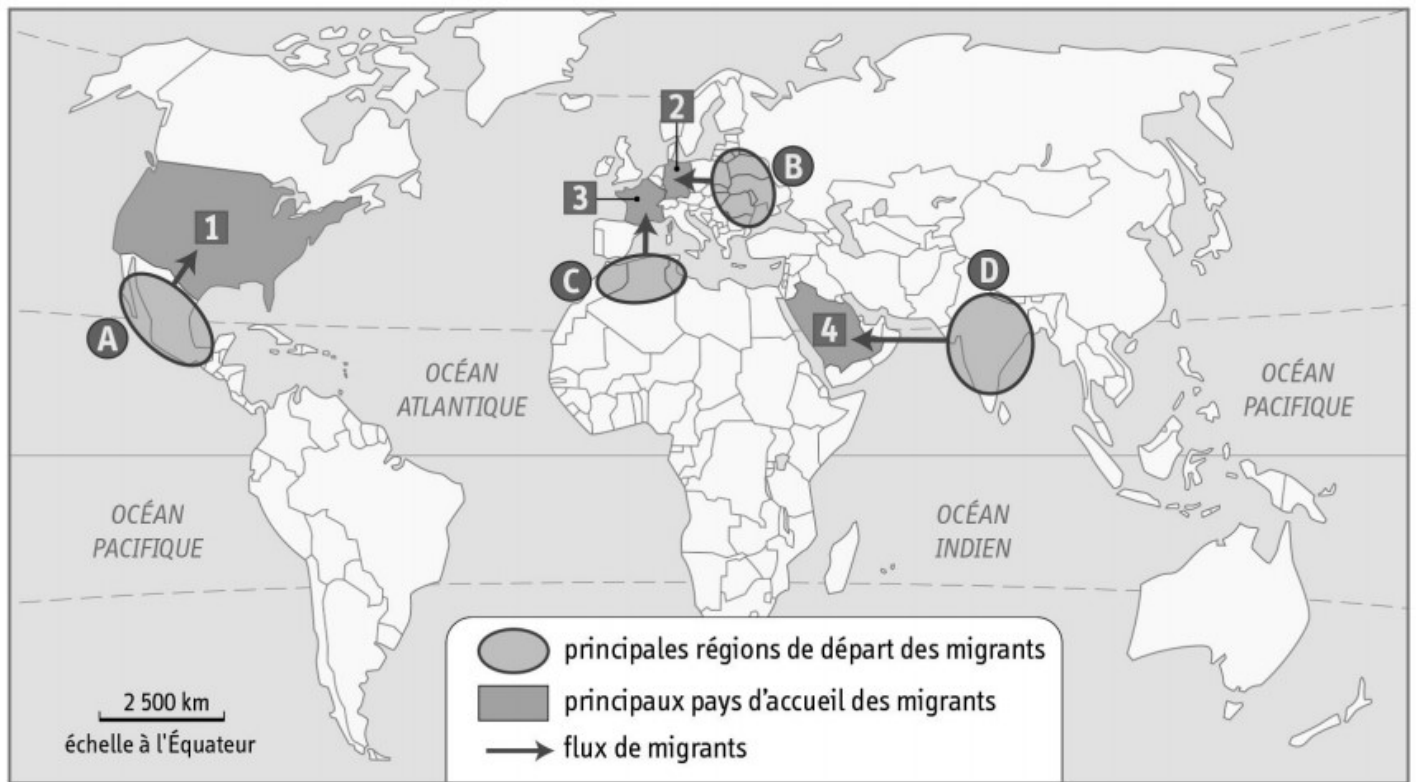 2
B
3
1
C
D
A
4
OCÉAN
ATLANTIQUE
OCÉAN
PACIFIQUE
OCÉAN
PACIFIQUE
OCÉAN
INDIEN
principales régions de départ des migrants
principaux pays d'accueil des migrants
flux de migrants
2 500 km
échelle à l'Équateur